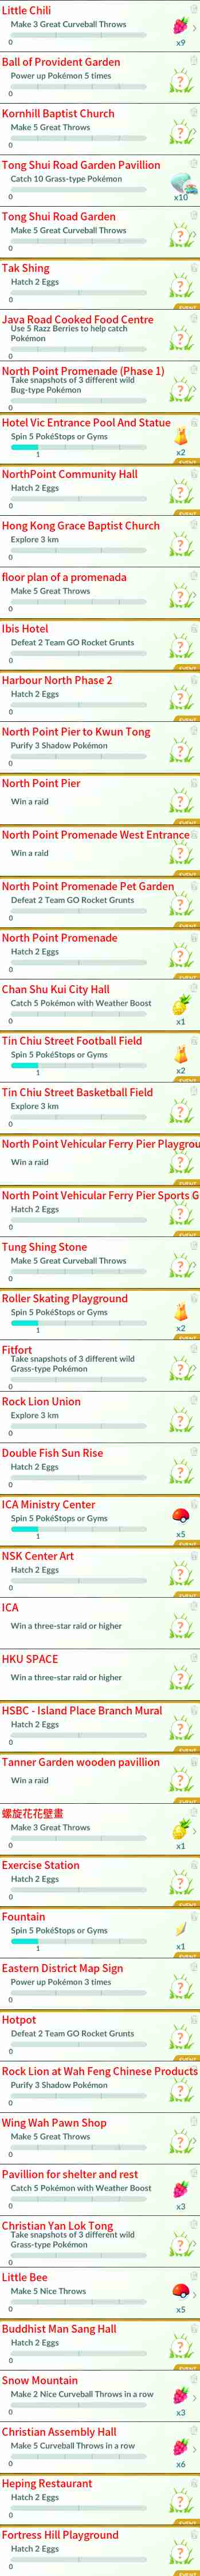 Little Chili
Make 3 Great Curveball Throws
0
x9
Ball of Provident Garden
Power up Pokémon 5 times
?
0
Kornhill Baptist Church
Make 5 Great Throws
?
0
Tong Shui Road Garden Pavillion
Catch 10 Grass-type Pokémon
0
x10
Tong Shui Road Garden
Make 5 Great Curveball Throws
?
0
Tak Shing
Hatch 2 Eggs
?
0
EVENT
Java Road Cooked Food Centre
Use 5 Razz Berries to help catch
Pokémon
?
0
North Point Promenade (Phase 1)
Take snapshots of 3 different wild
Bug-type Pokémon
?
0
EVENT
Hotel Vic Entrance Pool And Statue
Spin 5 PokéStops or Gyms
1
x2
EVENT
NorthPoint Community Hall
Hatch 2 Eggs
?
0
EVENT
Hong Kong Grace Baptist Church
Explore 3 km
?
0
floor plan of a promenada
Make 5 Great Throws
?
0
Ibis Hotel
Defeat 2 Team GO Rocket Grunts
?
0
EVENT
Harbour North Phase 2
Hatch 2 Eggs
?
0
EVENT
North Point Pier to Kwun Tong
Purify 3 Shadow Pokémon
?
0
North Point Pier
Win a raid
?
North Point Promenade West Entrance
Win a raid
?
North Point Promenade Pet Garden
Defeat 2 Team GO Rocket Grunts
?
0
EVENT
North Point Promenade
Hatch 2 Eggs
?
0
EVENT
Chan Shu Kui City Hall
Catch 5 Pokémon with Weather Boost
0
x1
Tin Chiu Street Football Field
Spin 5 PokéStops or Gyms
1
x2
EVENT
Tin Chiu Street Basketball Field
Explore 3 km
?
0
North Point Vehicular Ferry Pier Playgrou
Win a raid
?
North Point Vehicular Ferry Pier Sports G
Hatch 2 Eggs
?
0
EVENT
Tung Shing Stone
Make 5 Great Curveball Throws
?
0
Roller Skating Playground
Spin 5 PokéStops or Gyms
1
x2
EVENT
Fitfort
Take snapshots of 3 different wild
Grass-type Pokémon
?
0
Rock Lion Union
Explore 3 km
?
0
Double Fish Sun Rise
Hatch 2 Eggs
?
0
EVENT
ICA Ministry Center
Spin 5 PokéStops or Gyms
1
x5
EVENT
NSK Center Art
Hatch 2 Eggs
?
0
EVENT
ICA
Win a three-star raid or higher
?
HKU SPACE
Win a three-star raid or higher
?
HSBC - Island Place Branch Mural
Hatch 2 Eggs
?
0
EVENT
Tanner Garden wooden pavillion
Win a raid
?
螺旋花花壁畫
Make 3 Great Throws
0
x1
Exercise Station
Hatch 2 Eggs
?
0
EVENT
Fountain
Spin 5 PokéStops or Gyms
1
x1
EVENT
Eastern District Map Sign
Power up Pokémon 3 times
?
0
Hotpot
Defeat 2 Team GO Rocket Grunts
?
0
EVENT
Rock Lion at Wah Feng Chinese Products
Purify 3 Shadow Pokémon
?
0
Wing Wah Pawn Shop
Make 5 Great Throws
?
0
Pavillion for shelter and rest
Catch 5 Pokémon with Weather Boost
0
x3
Christian Yan Lok Tong
Take snapshots of 3 different wild
Grass-type Pokémon
?
0
Little Bee
Make 5 Nice Throws
0
x5
Buddhist Man Sang Hall
Hatch 2 Eggs
?
0
EVENT
Snow Mountain
Make 2 Nice Curveball Throws in a row
0
x3
Christian Assembly Hall
Make 5 Curveball Throws in a row
0
x6
Heping Restaurant
Hatch 2 Eggs
?
0
EVENT
Fortress Hill Playground
Hatch 2 Eggs
?
0
EVENT